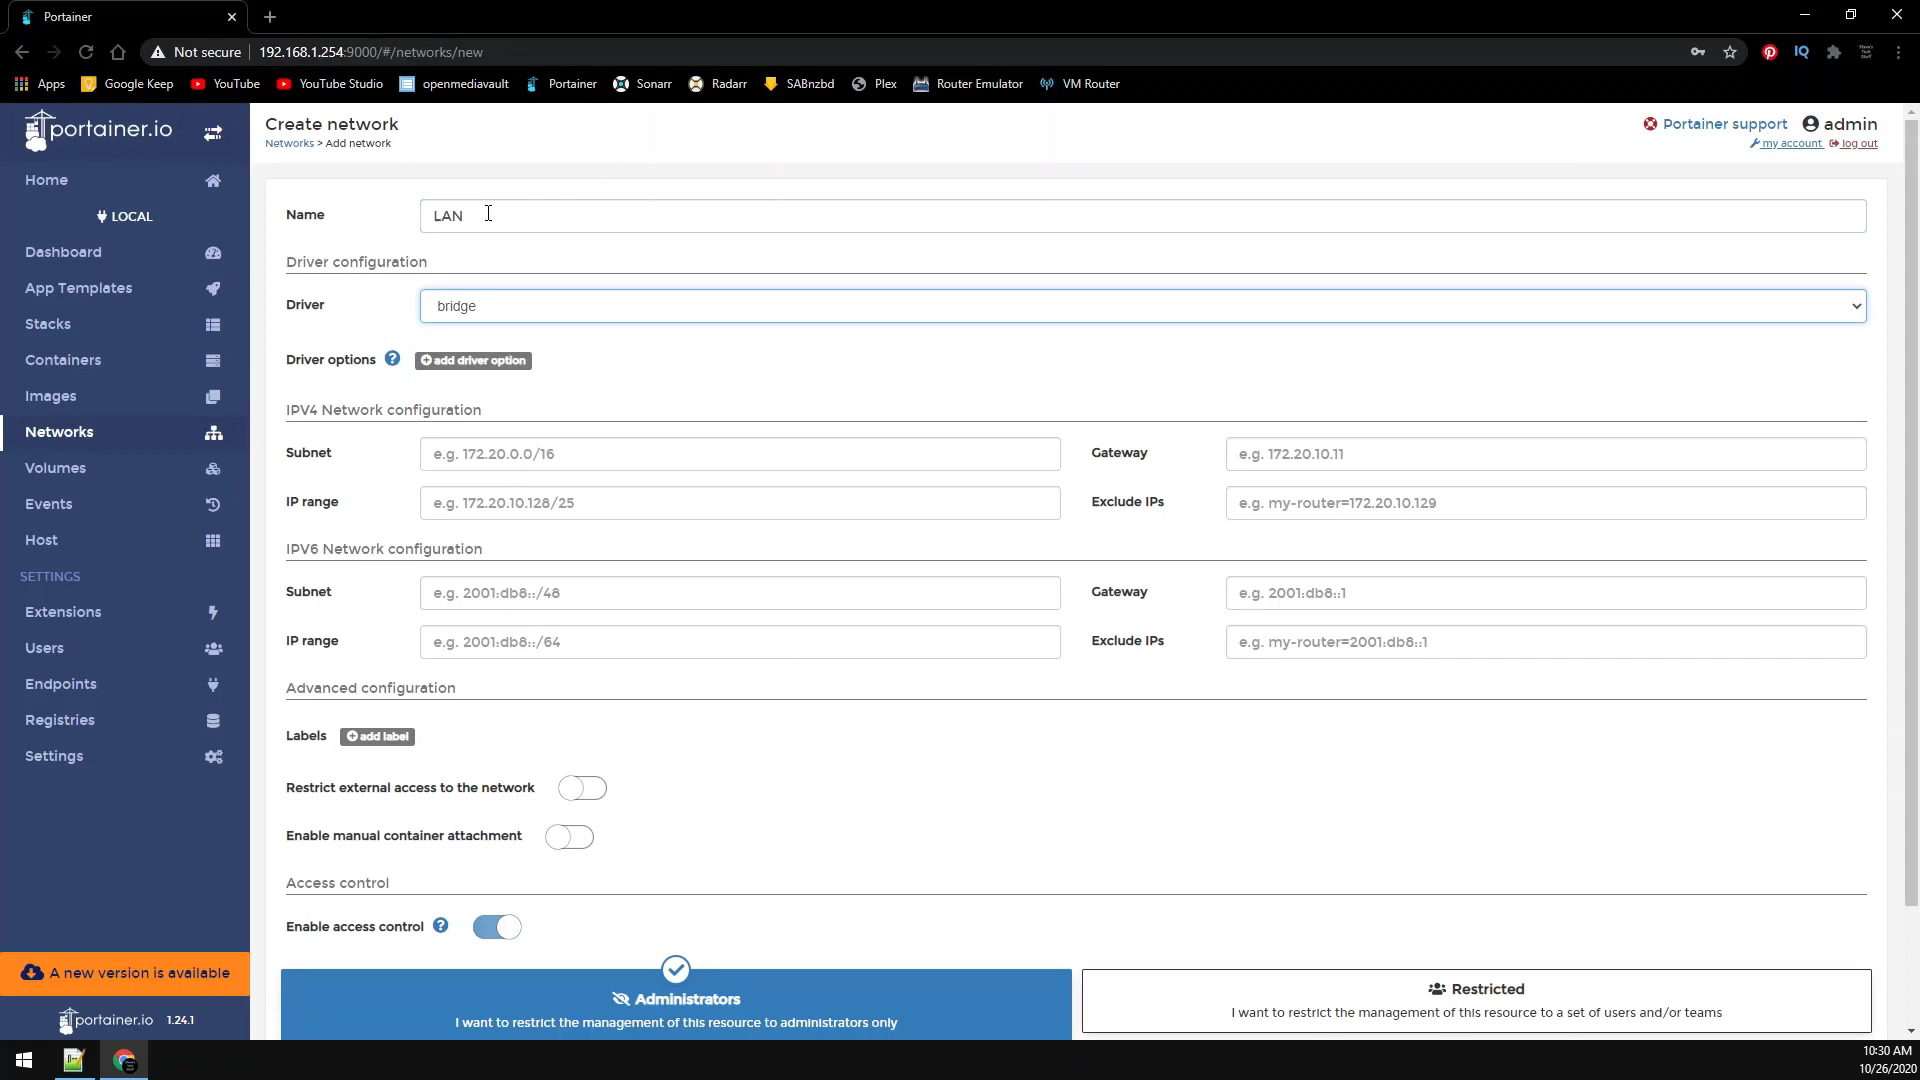 Portainer
Not secure 192.168.1.254:9000/#/networks/new
Apps Google Keep YouTube YouTube Studio openmediavault Portainer Sonarr Radarr SABnzbd Plex Router Emulator VM Router
portainer.io
Create network
Networks > Add network
Portainer support admin
my account log out
Home
LOCAL
Dashboard
App Templates
Stacks
Containers
Images
Networks
Volumes
Events
Host
SETTINGS
Extensions
Users
Endpoints
Registries
Settings
A new version is available
portainer.io 1.24.1
Name LAN
Driver configuration
Driver bridge
Driver options add driver option
IPV4 Network configuration
Subnet e.g. 172.20.0.0/16 Gateway e.g. 172.20.10.11
IP range e.g. 172.20.10.128/25 Exclude IPs e.g. my-router=172.20.10.129
IPV6 Network configuration
Subnet e.g. 2001:db8::/48 Gateway e.g. 2001:db8::1
IP range e.g. 2001:db8::/64 Exclude IPs e.g. my-router=2001:db8::1
Advanced configuration
Labels add label
Restrict external access to the network
Enable manual container attachment
Access control
Enable access control
Administrators
I want to restrict the management of this resource to administrators only
Restricted
I want to restrict the management of this resource to a set of users and/or teams
10:30 AM
10/26/2020